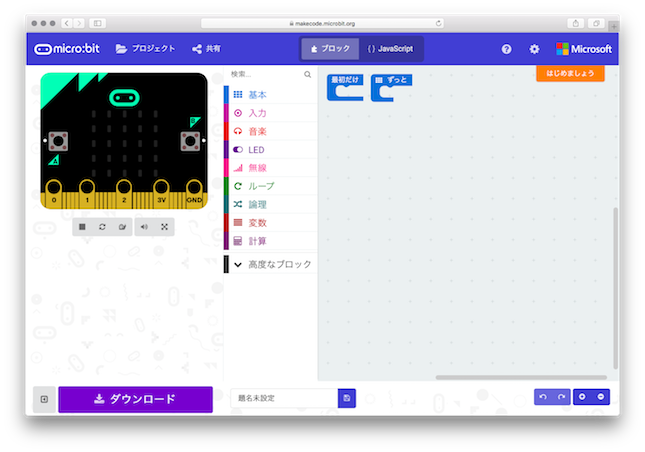 makecode.microbit.org
micro:bit
プロジェクト
共有
ブロック
{} JavaScript
Microsoft
はじめましょう
検索...
最初だけ
ずっと
基本
入力
音楽
LED
無線
ループ
論理
変数
計算
高度なブロック
B
A
0 1 2 3V GND
ダウンロード
題名未設定